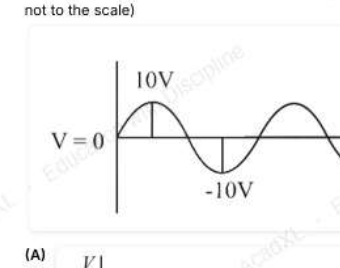 not to the scale)
10V
V = 0
-10V
(A)
V